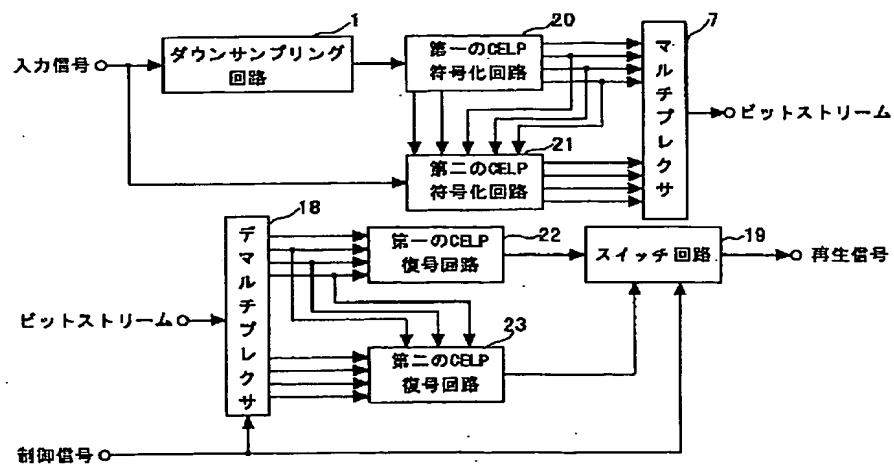 1
20
7
入力信号
ダウンサンプリング
回路
第一のCELP
符号化回路
マルチプレクサ
ビットストリーム
21
第二のCELP
符号化回路
18
デマルチプレクサ
22
第一のCELP
復号回路
19
スイッチ回路
再生信号
ビットストリーム
23
第二のCELP
復号回路
制御信号